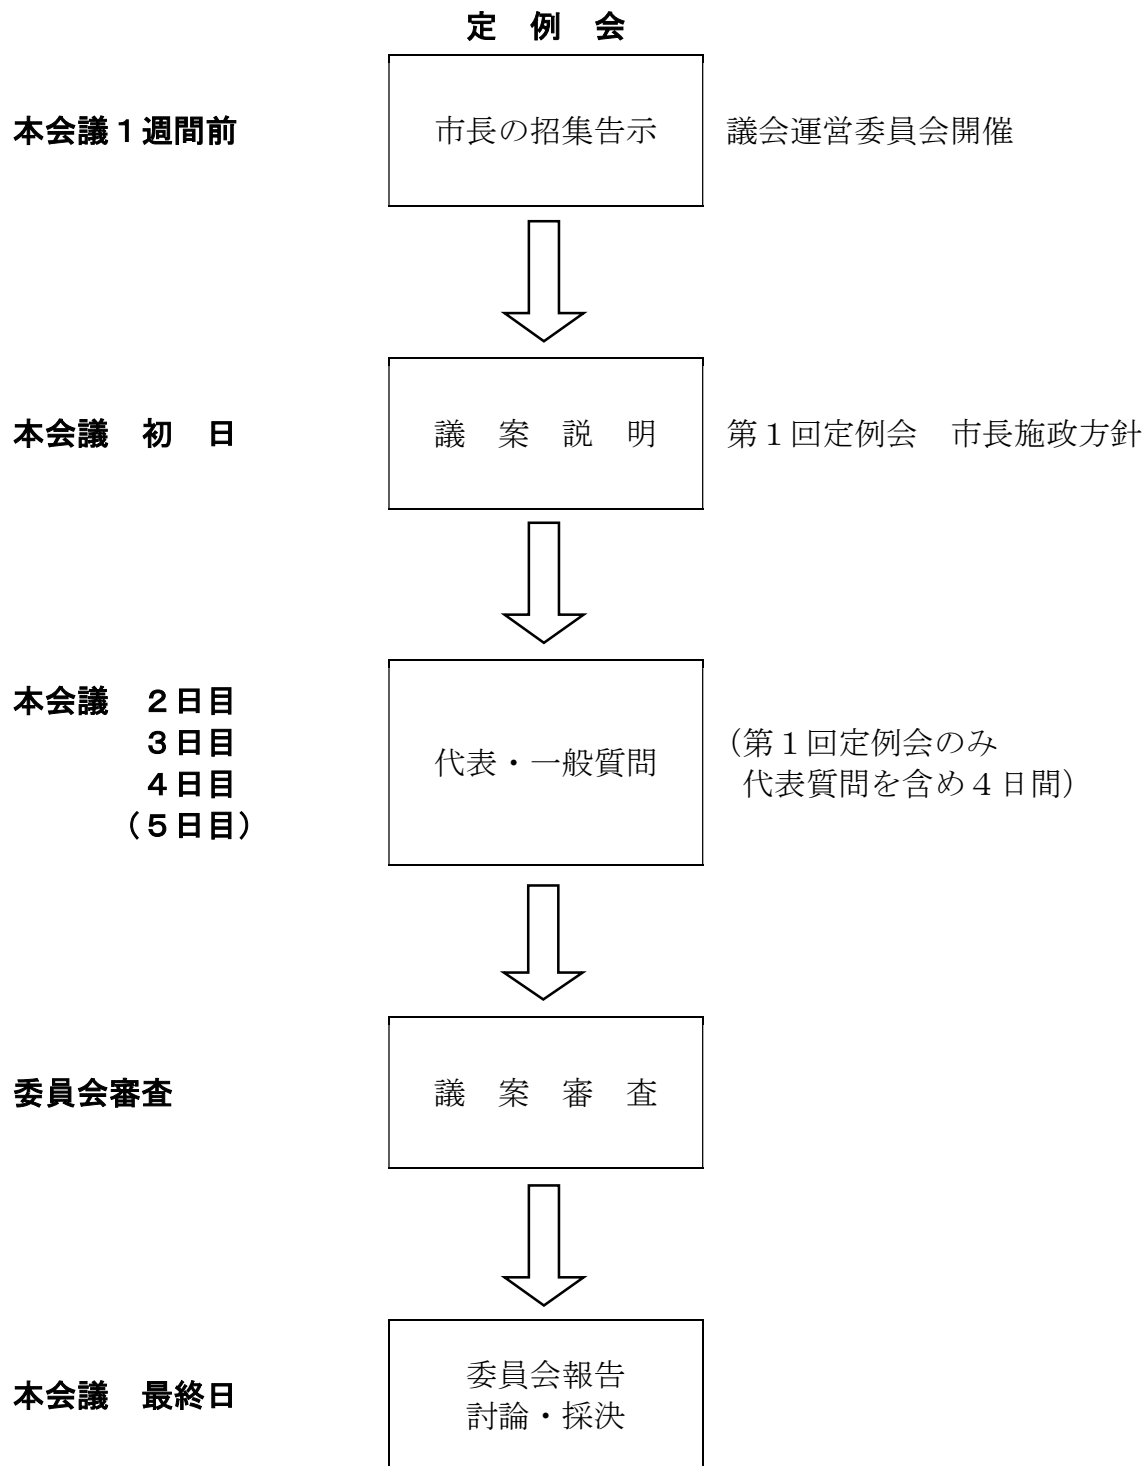 定　例　会
本会議１週間前
市長の招集告示
議会運営委員会開催
本会議　初　日
議　案　説　明
第１回定例会　市長施政方針
本会議　２日目
３日目
４日目
（５日目）
代表・一般質問
（第１回定例会のみ
代表質問を含め４日間）
委員会審査
議　案　審　査
本会議　最終日
委員会報告
討論・採決